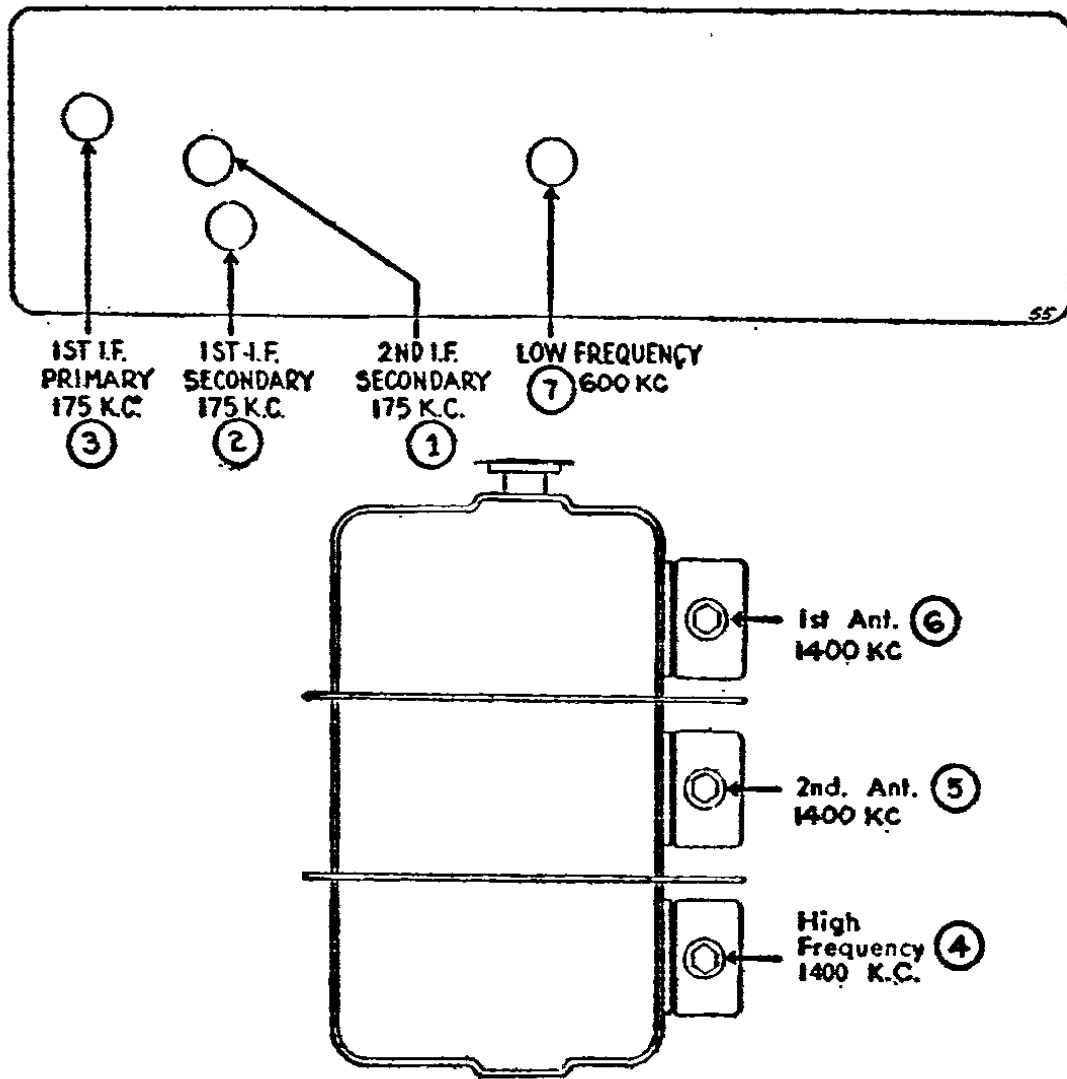 55
1ST I.F.
PRIMARY
175 K.C.
3
1ST I.F.
SECONDARY
175 K.C.
2
2ND I.F.
SECONDARY
175 K.C.
1
LOW FREQUENCY
7 600 KC
1st Ant. 6
1400 KC
2nd. Ant. 5
1400 KC
High
Frequency 4
1400 K.C.